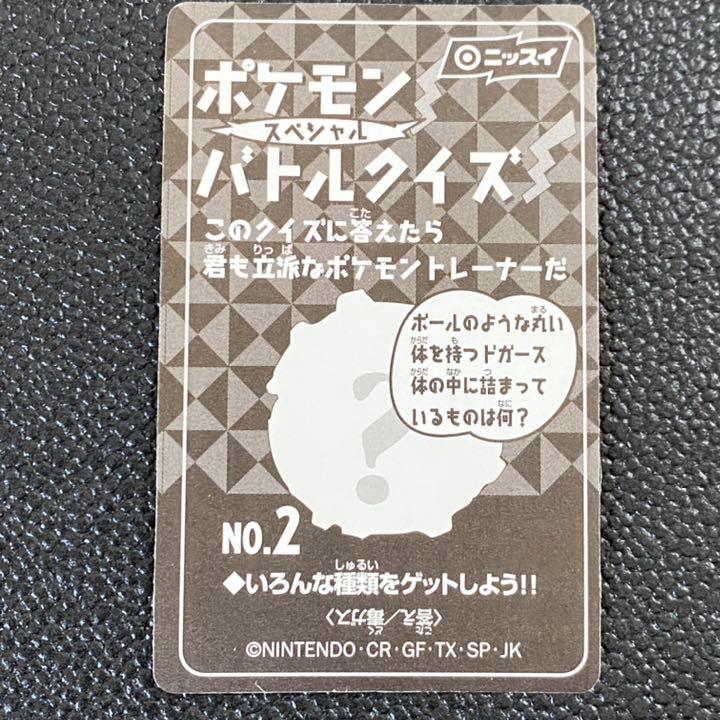 ニッスイ
ポケモン
スペシャル
バトルクイズ
このクイズに答えたら
君も立派なポケモントレーナーだ
ボールのような丸い
体を持つドガース
体の中に詰まって
いるものは何?
?
NO.2
◆いろんな種類をゲットしよう!!
〈答え/毒ガス〉
©NINTENDO・CR・GF・TX・SP・JK